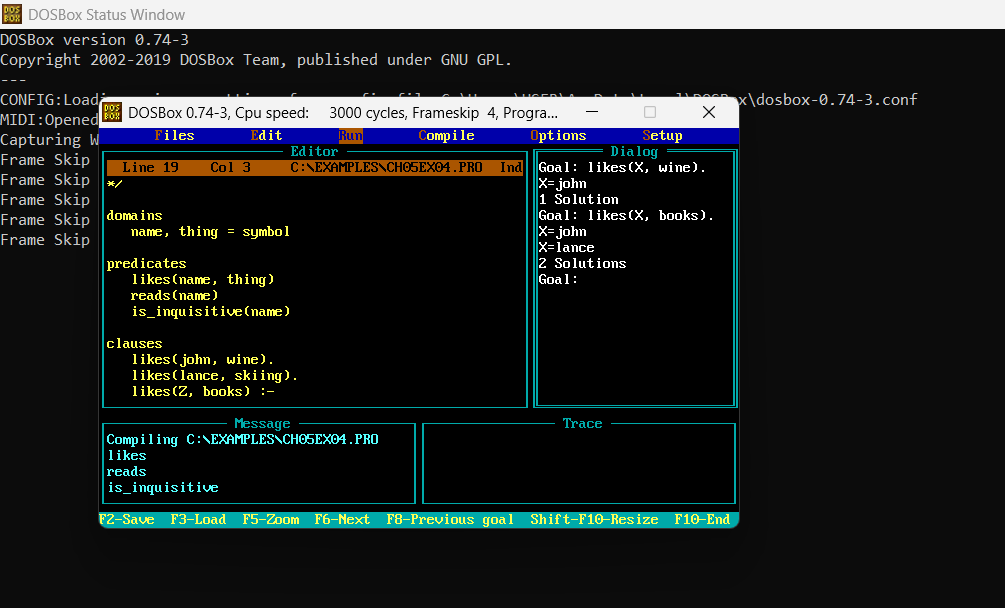 DOSBox Status Window
DOSBox version 0.74-3
Copyright 2002-2019 DOSBox Team, published under GNU GPL.
---
MIDI:Opened
Capturing
Frame Skip
Frame Skip
Frame Skip
Frame Skip
Frame Skip
x\dosbox-0.74-3.conf
DOSBox 0.74-3, Cpu speed: 3000 cycles, Frameskip 4, Progra...
Files Edit Run Compile Options Setup
Editor
Line 19 Col 3 C:\EXAMPLES\CH05EX04.PRO Ind
*/
domains
name, thing = symbol
predicates
likes(name, thing)
reads(name)
is_inquisitive(name)
clauses
likes(john, wine).
likes(lance, skiing).
likes(Z, books) :-
Dialog
Goal: likes(X, wine).
X=john
1 Solution
Goal: likes(X, books).
X=john
X=lance
2 Solutions
Goal:
Message
Compiling C:\EXAMPLES\CH05EX04.PRO
likes
reads
is_inquisitive
Trace
F2-Save F3-Load F5-Zoom F6-Next F8-Previous goal Shift-F10-Resize F10-End